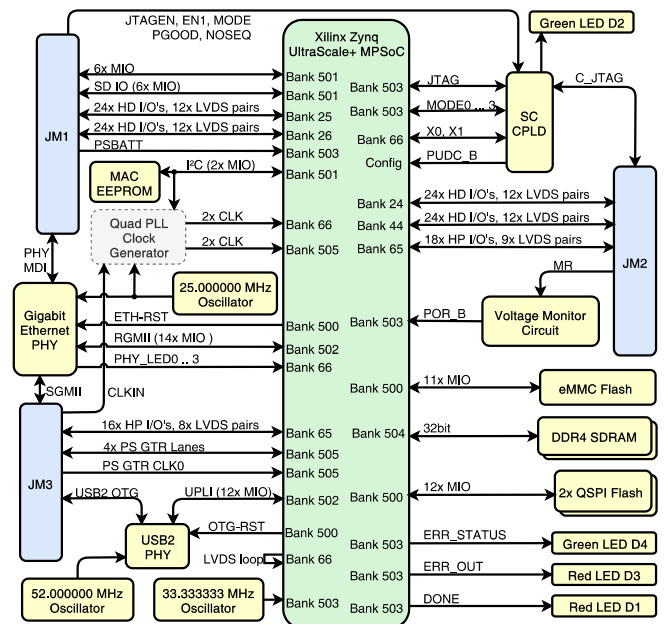 JTAGEN, EN1, MODE
PGOOD, NOSEQ
Xilinx Zynq
UltraScale+ MPSoC
Green LED D2
JM1
6x MIO
Bank 501
SD IO (6x MIO)
Bank 501
24x HD I/O's, 12x LVDS pairs
Bank 25
24x HD I/O's, 12x LVDS pairs
Bank 26
PSBATT
Bank 503
I²C (2x MIO)
Bank 501
MAC
EEPROM
Quad PLL
Clock
Generator
2x CLK
Bank 66
2x CLK
Bank 505
PHY
MDI
25.000000 MHz
Oscillator
Gigabit
Ethernet
PHY
ETH-RST
Bank 500
RGMII (14x MIO )
Bank 502
PHY_LED0 .. 3
Bank 66
SGMII
CLKIN
JM3
16x HP I/O's, 8x LVDS pairs
Bank 65
4x PS GTR Lanes
Bank 505
PS GTR CLK0
Bank 505
USB2 OTG
UPLI (12x MIO)
Bank 502
USB2
PHY
OTG-RST
Bank 500
LVDS loop
Bank 66
52.000000 MHz
Oscillator
33.333333 MHz
Oscillator
Bank 503
Bank 503
JTAG
Bank 503
MODE0 ... 3
Bank 66
X0, X1
Config
PUDC_B
SC
CPLD
C_JTAG
Bank 24
24x HD I/O's, 12x LVDS pairs
Bank 44
24x HD I/O's, 12x LVDS pairs
Bank 65
18x HP I/O's, 9x LVDS pairs
JM2
MR
Bank 503
POR_B
Voltage Monitor
Circuit
Bank 500
11x MIO
eMMC Flash
Bank 504
32bit
DDR4 SDRAM
Bank 500
12x MIO
2x QSPI Flash
Bank 503
ERR_STATUS
Green LED D4
Bank 503
ERR_OUT
Red LED D3
Bank 503
DONE
Red LED D1